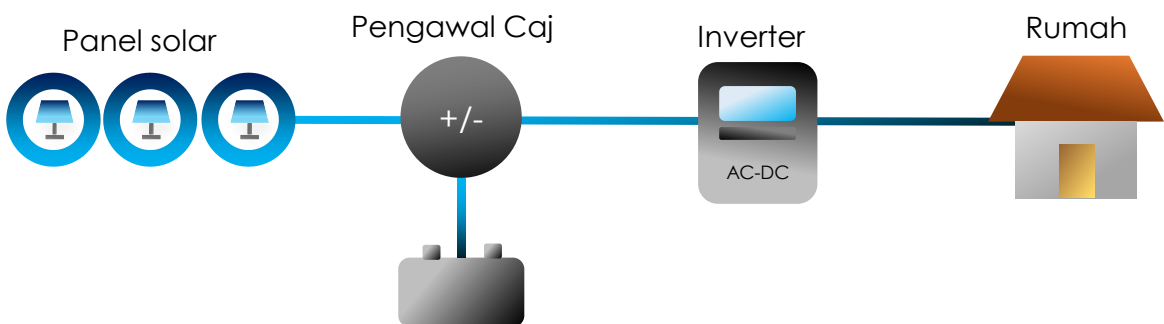 Panel solar
Pengawal Caj
Inverter
Rumah
+/-
AC-DC